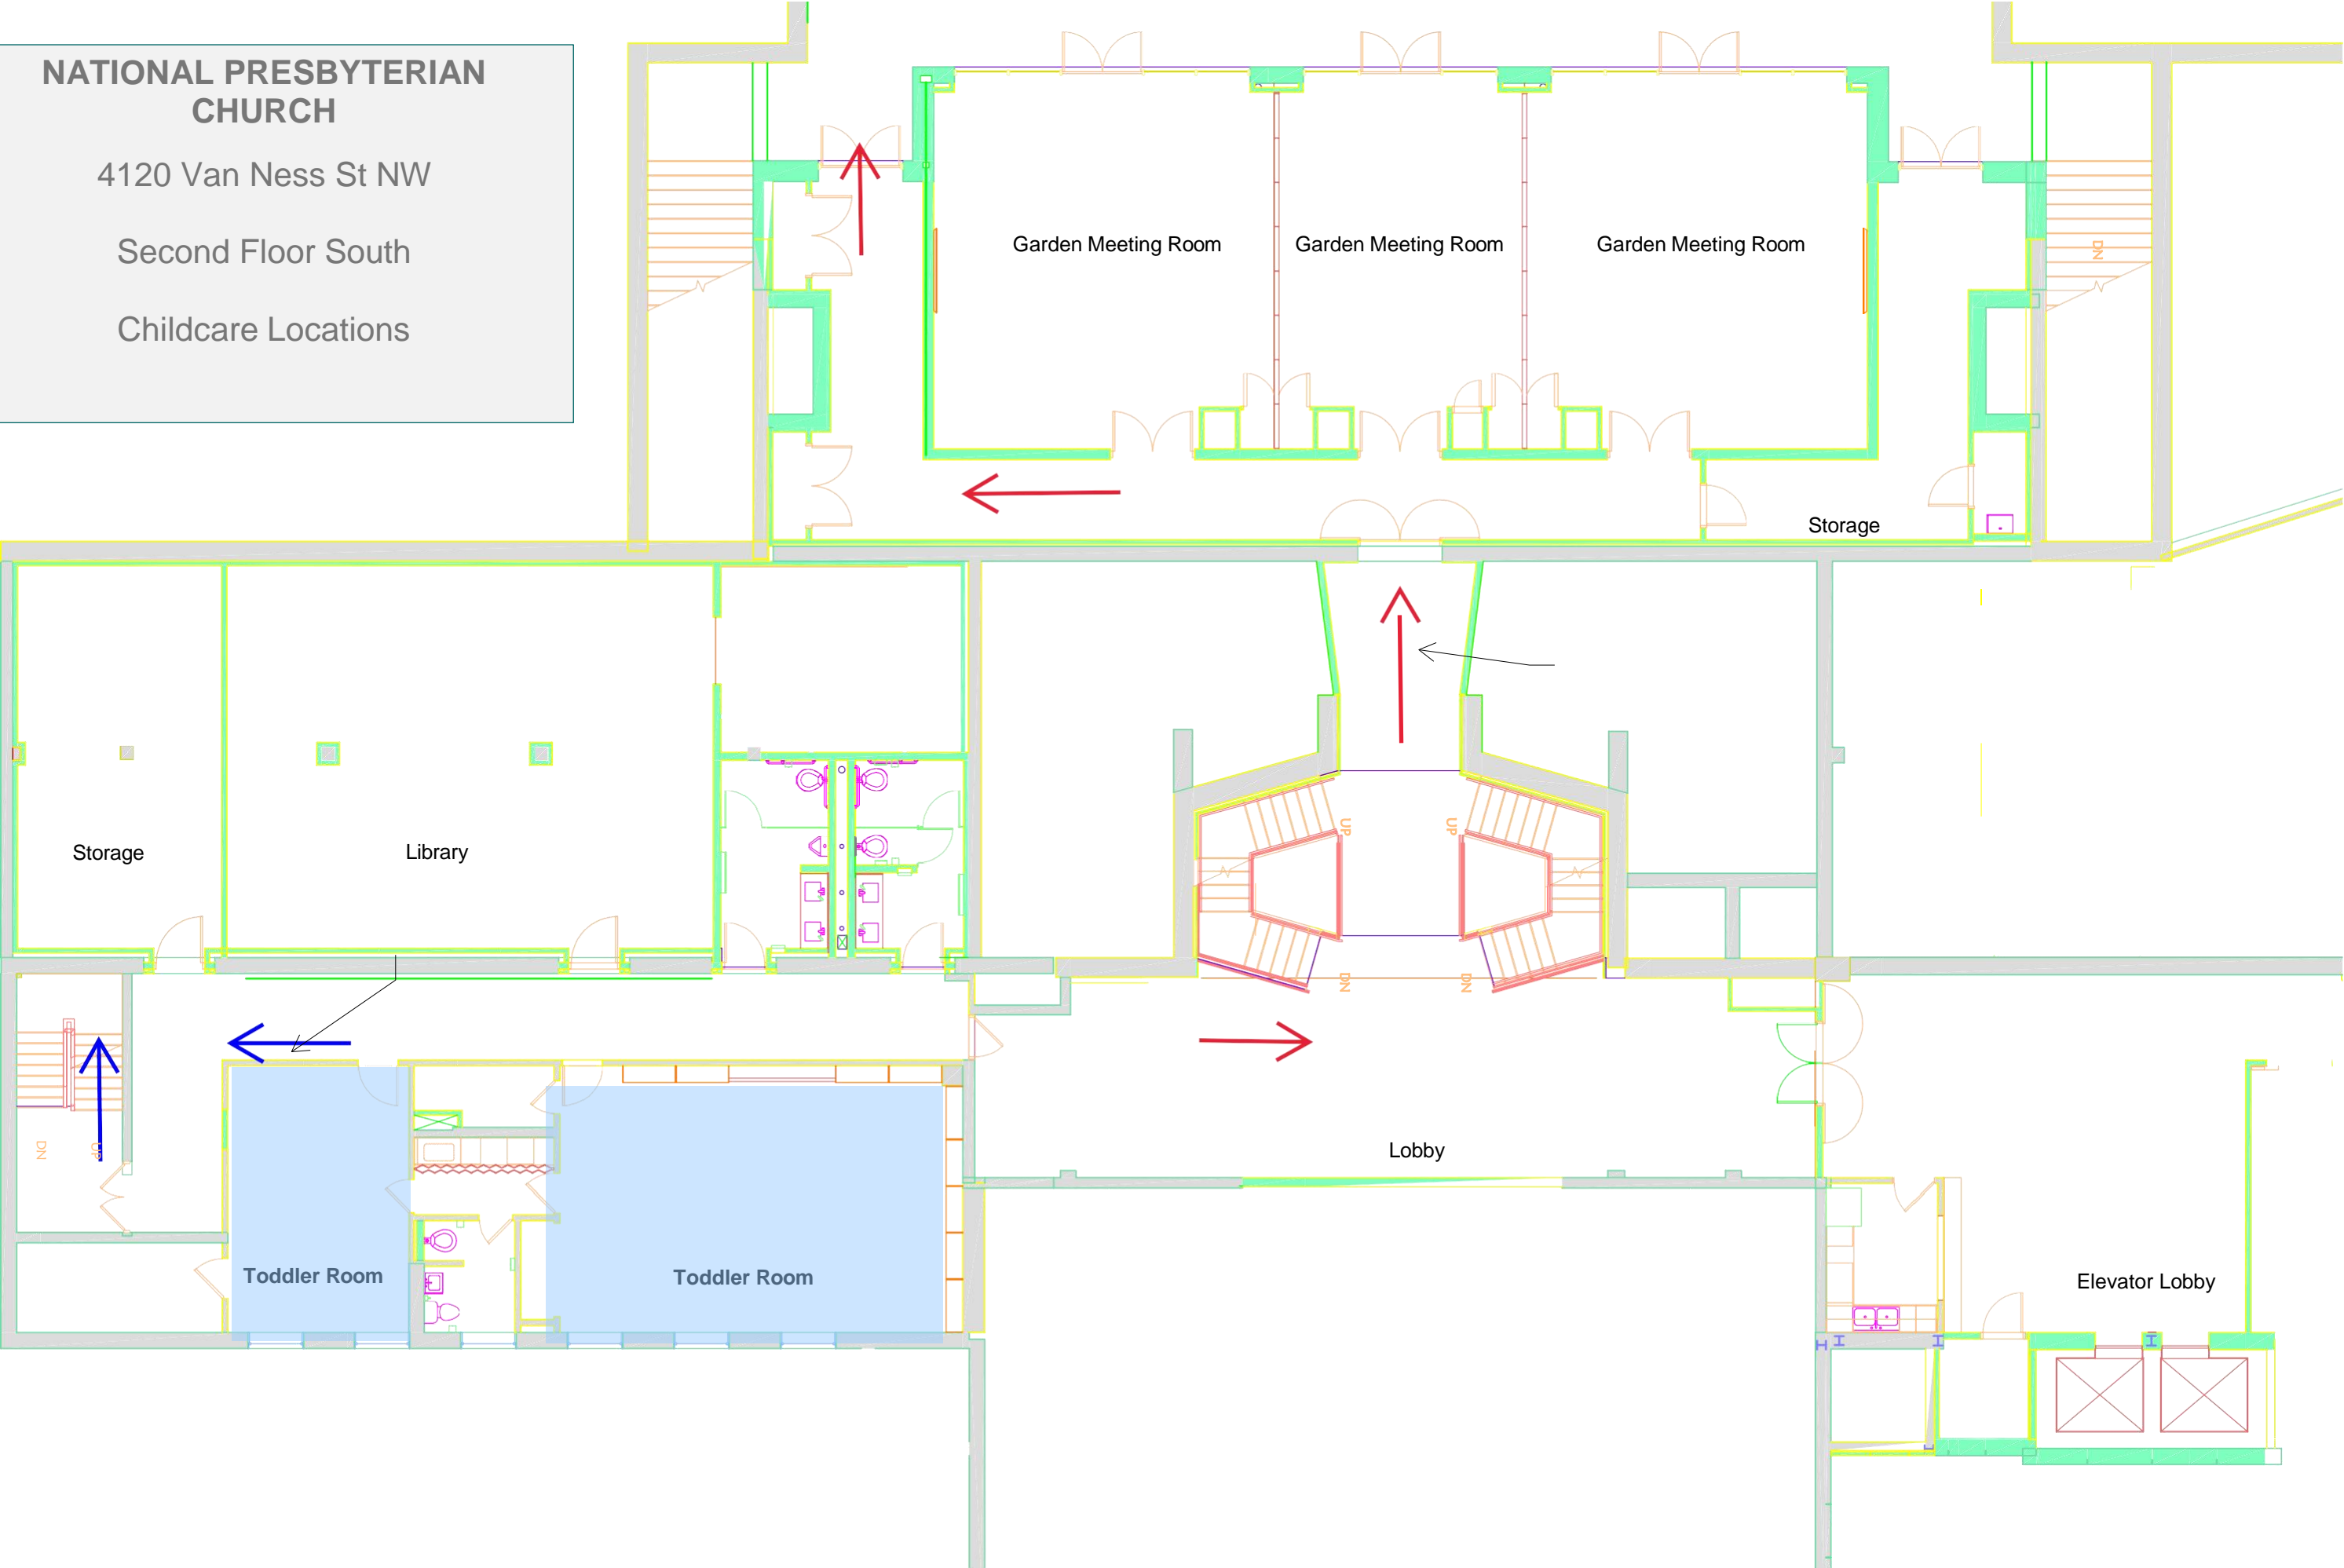 NATIONAL PRESBYTERIAN
CHURCH
4120 Van Ness St NW
Second Floor South
Childcare Locations
Garden Meeting Room
Garden Meeting Room
Garden Meeting Room
DN
Storage
Storage
Library
UP
UP
DN
DN
Lobby
DN
UP
Toddler Room
Toddler Room
Elevator Lobby